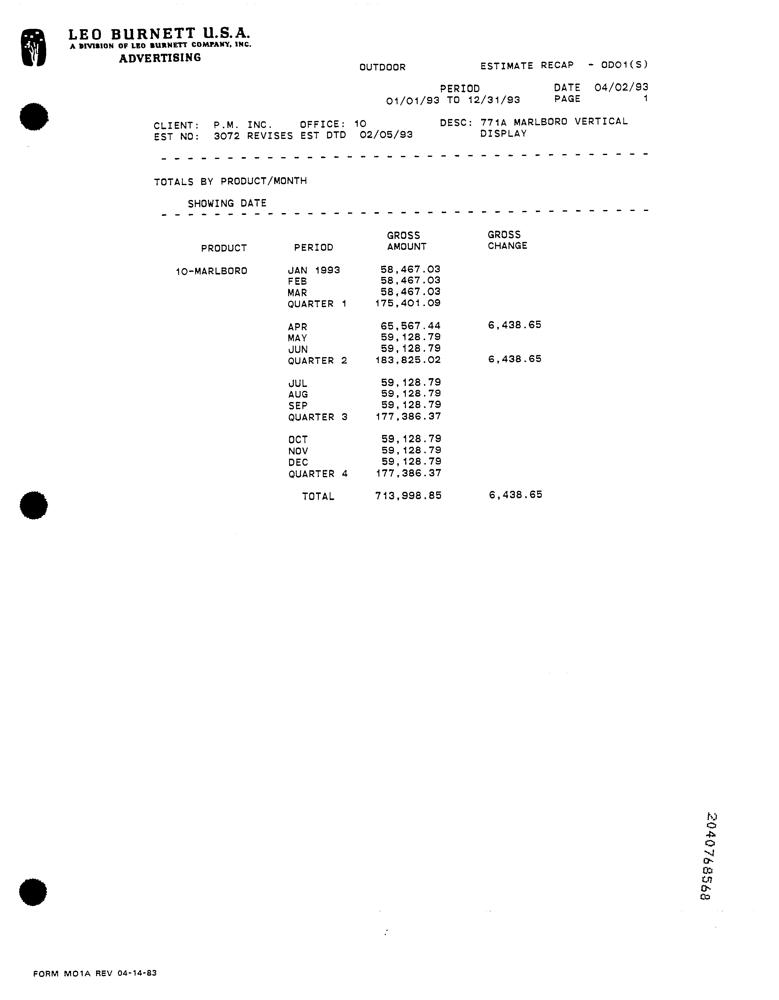 LEO BURNETT U.S.A.
A DIVISION OF LEO BURNETT COMPANY, INC.
ADVERTISING
OUTDOOR ESTIMATE RECAP - OD01(S)
PERIOD DATE 04/02/93
01/01/93 TO 12/31/93 PAGE 1
CLIENT: P.M. INC. OFFICE: 10 DESC: 771A MARLBORO VERTICAL
EST NO: 3072 REVISES EST DTD 02/05/93 DISPLAY
TOTALS BY PRODUCT/MONTH
SHOWING DATE
GROSS GROSS
PRODUCT PERIOD AMOUNT CHANGE
10-MARLBORO JAN 1993 58,467.03
FEB 58,467.03
MAR 58,467.03
QUARTER 1 175,401.09
APR 65,567.44 6,438.65
MAY 59,128.79
JUN 59,128.79
QUARTER 2 183,825.02 6,438.65
JUL 59,128.79
AUG 59,128.79
SEP 59,128.79
QUARTER 3 177,386.37
OCT 59,128.79
NOV 59,128.79
DEC 59,128.79
QUARTER 4 177,386.37
TOTAL 713,998.85 6,438.65
2040768568
FORM M01A REV 04-14-83